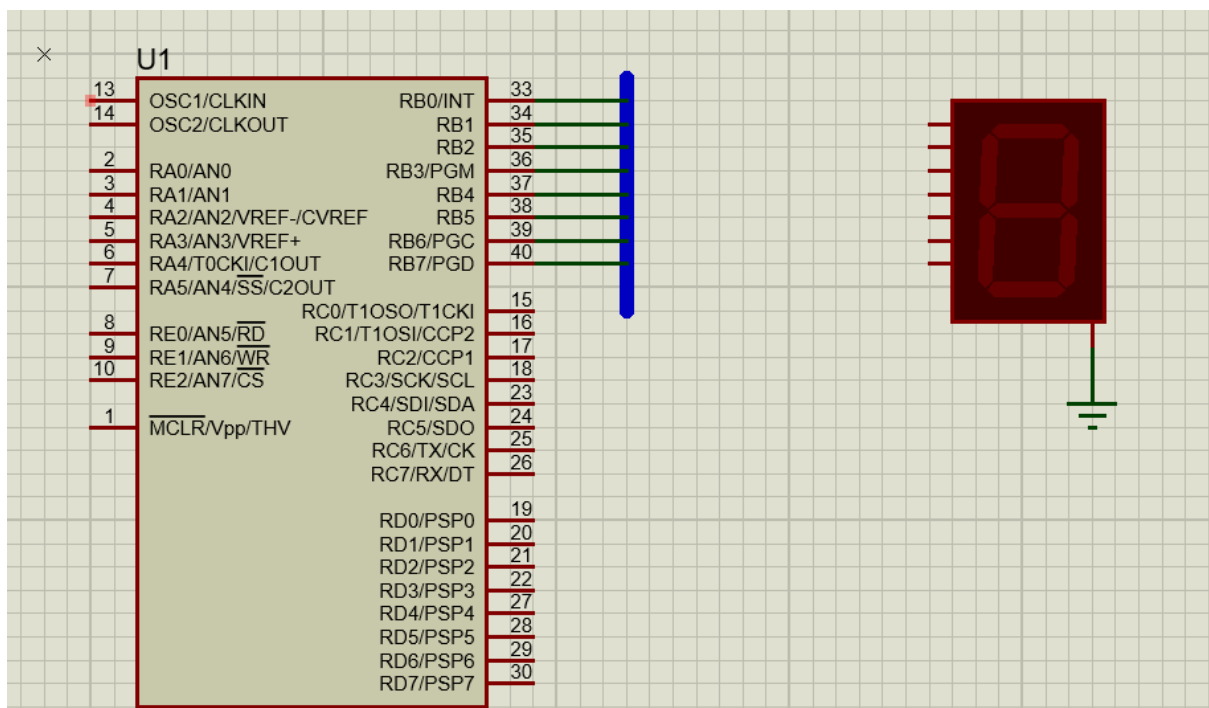 U1
13 OSC1/CLKIN RB0/INT 33
14 OSC2/CLKOUT RB1 34
RB2 35
2 RA0/AN0 RB3/PGM 36
3 RA1/AN1 RB4 37
4 RA2/AN2/VREF-/CVREF RB5 38
5 RA3/AN3/VREF+ RB6/PGC 39
6 RA4/T0CKI/C1OUT RB7/PGD 40
7 RA5/AN4/SS/C2OUT
RC0/T1OSO/T1CKI 15
8 RE0/AN5/RD RC1/T1OSI/CCP2 16
9 RE1/AN6/WR RC2/CCP1 17
10 RE2/AN7/CS RC3/SCK/SCL 18
RC4/SDI/SDA 23
1 MCLR/Vpp/THV RC5/SDO 24
RC6/TX/CK 25
RC7/RX/DT 26
RD0/PSP0 19
RD1/PSP1 20
RD2/PSP2 21
RD3/PSP3 22
RD4/PSP4 27
RD5/PSP5 28
RD6/PSP6 29
RD7/PSP7 30